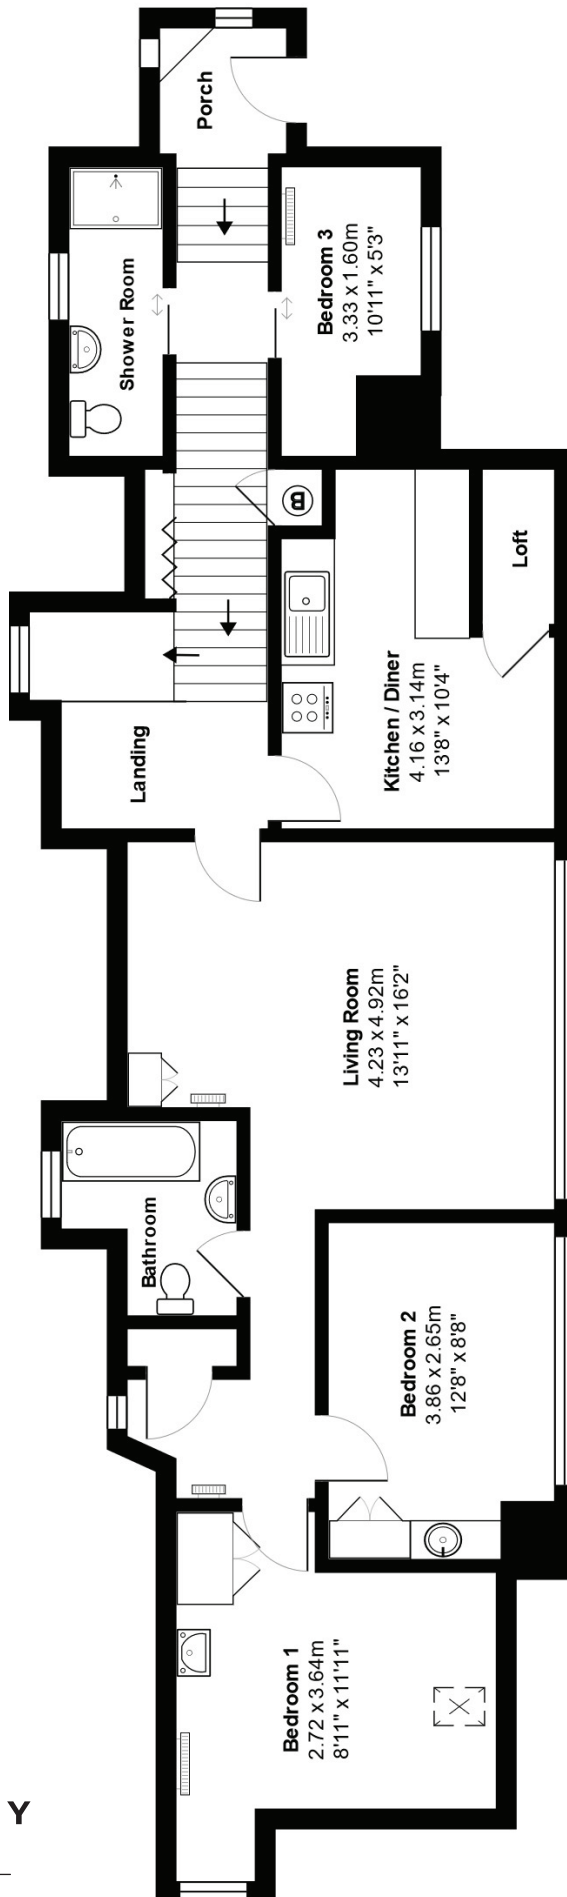 Porch
Shower Room
Bedroom 3
3.33 x 1.60m
10'11" x 5'3"
B
Loft
Kitchen / Diner
4.16 x 3.14m
13'8" x 10'4"
Landing
Living Room
4.23 x 4.92m
13'11" x 16'2"
Bathroom
Bedroom 2
3.86 x 2.65m
12'8" x 8'8"
Bedroom 1
2.72 x 3.64m
8'11" x 11'11"
Y